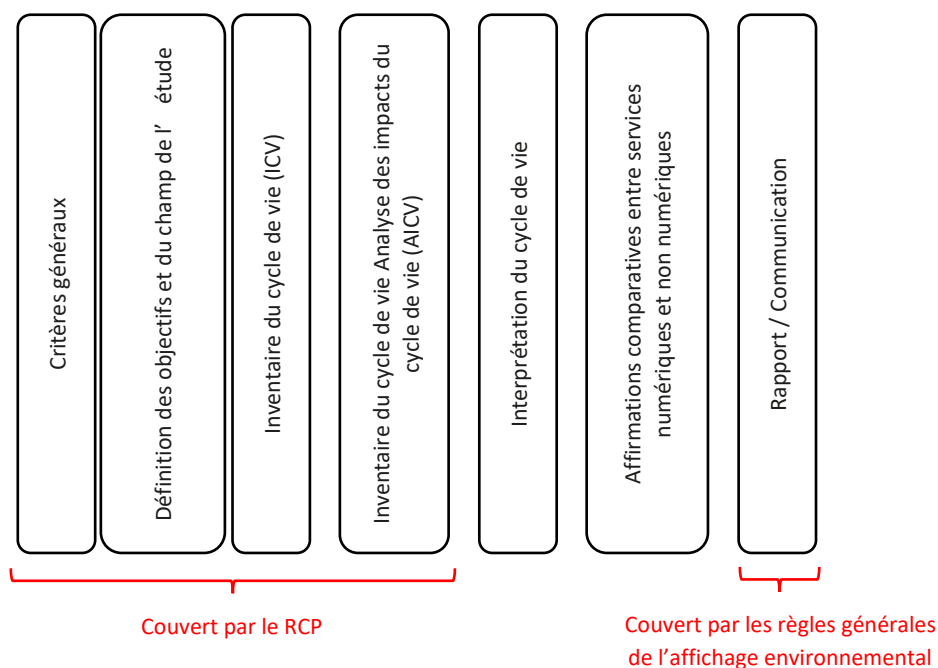 Critères généraux
Définition des objectifs et du champ de l’ étude
Inventaire du cycle de vie (ICV)
Inventaire du cycle de vie Analyse des impacts du
cycle de vie (AICV)
Interprétation du cycle de vie
Affirmations comparatives entre services
numériques et non numériques
Rapport / Communication
Couvert par le RCP
Couvert par les règles générales
de l’affichage environnemental